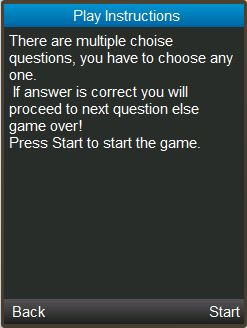 Play Instructions
There are multiple choise
questions, you have to choose any
one.
If answer is correct you will
proceed to next question else
game over!
Press Start to start the game.
Back Start